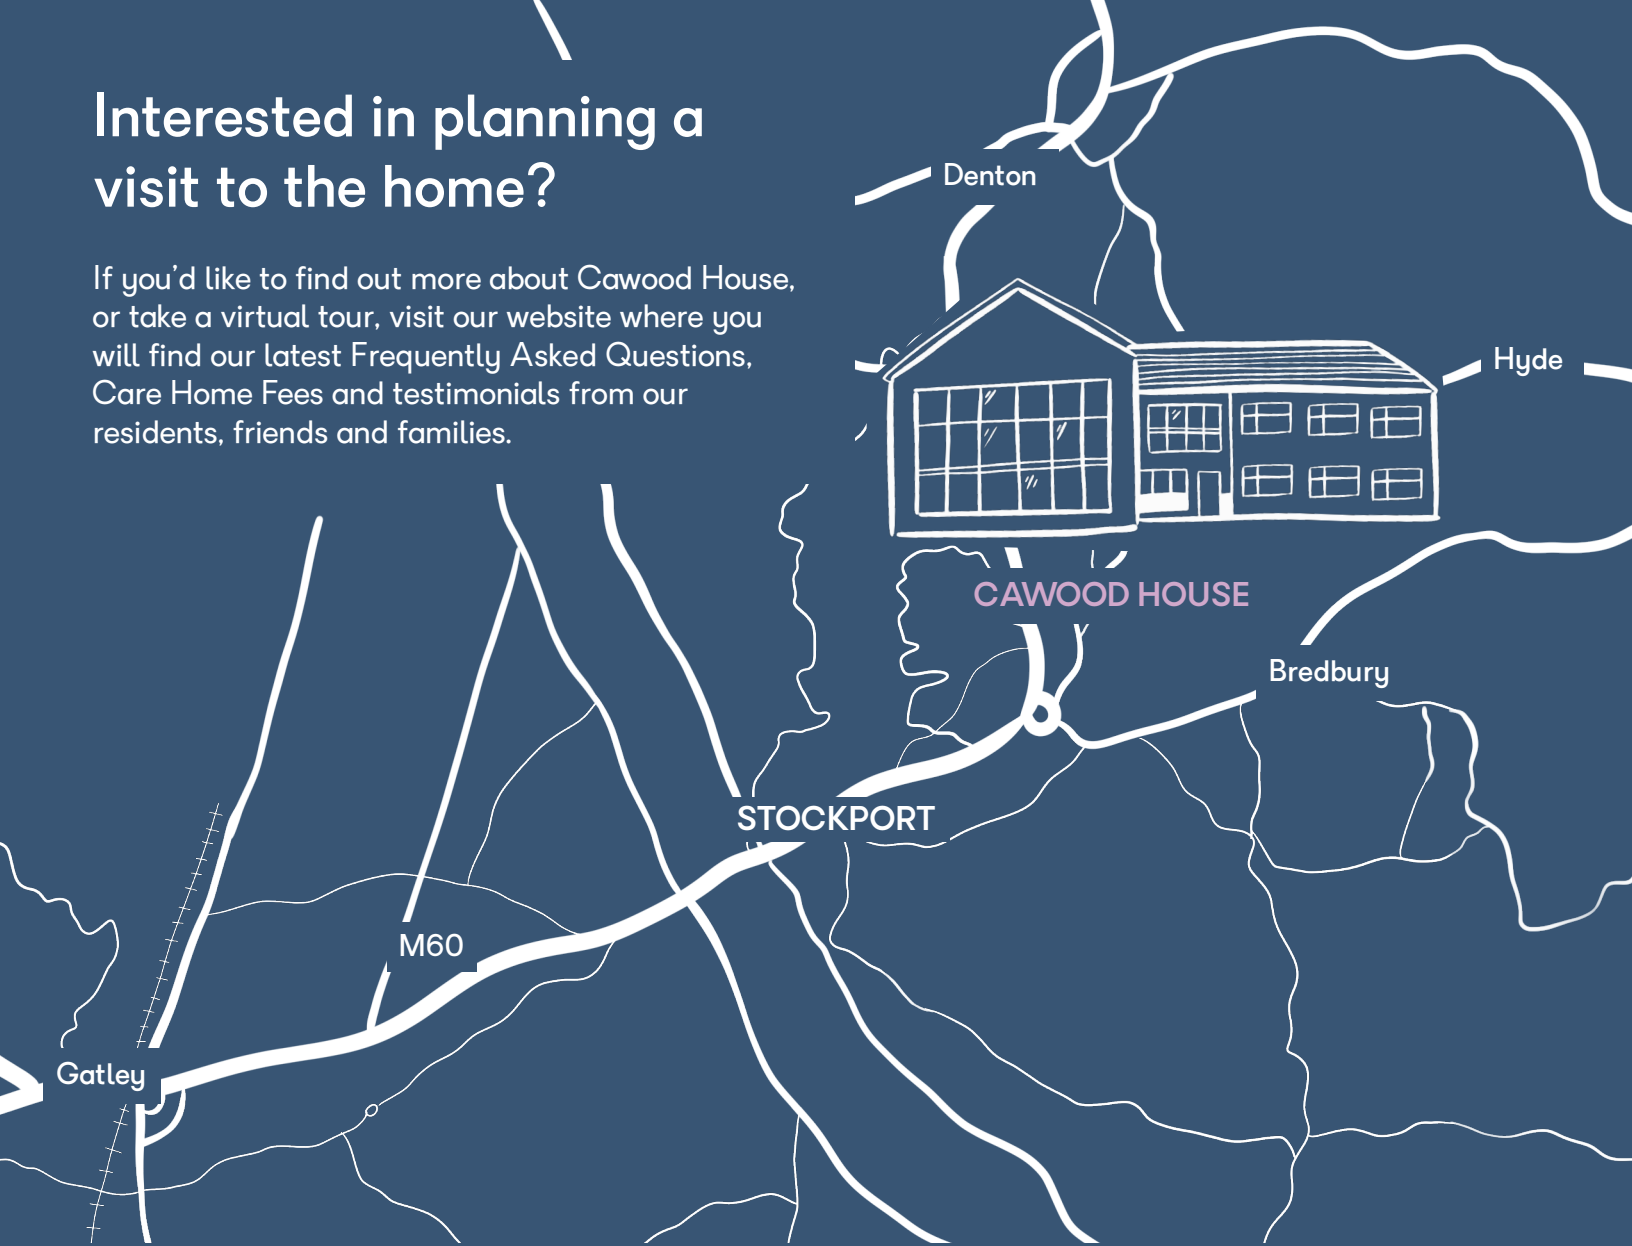 Interested in planning a
visit to the home?
If you’d like to find out more about Cawood House,
or take a virtual tour, visit our website where you
will find our latest Frequently Asked Questions,
Care Home Fees and testimonials from our
residents, friends and families.
Denton
Hyde
CAWOOD HOUSE
Bredbury
STOCKPORT
M60
Gatley